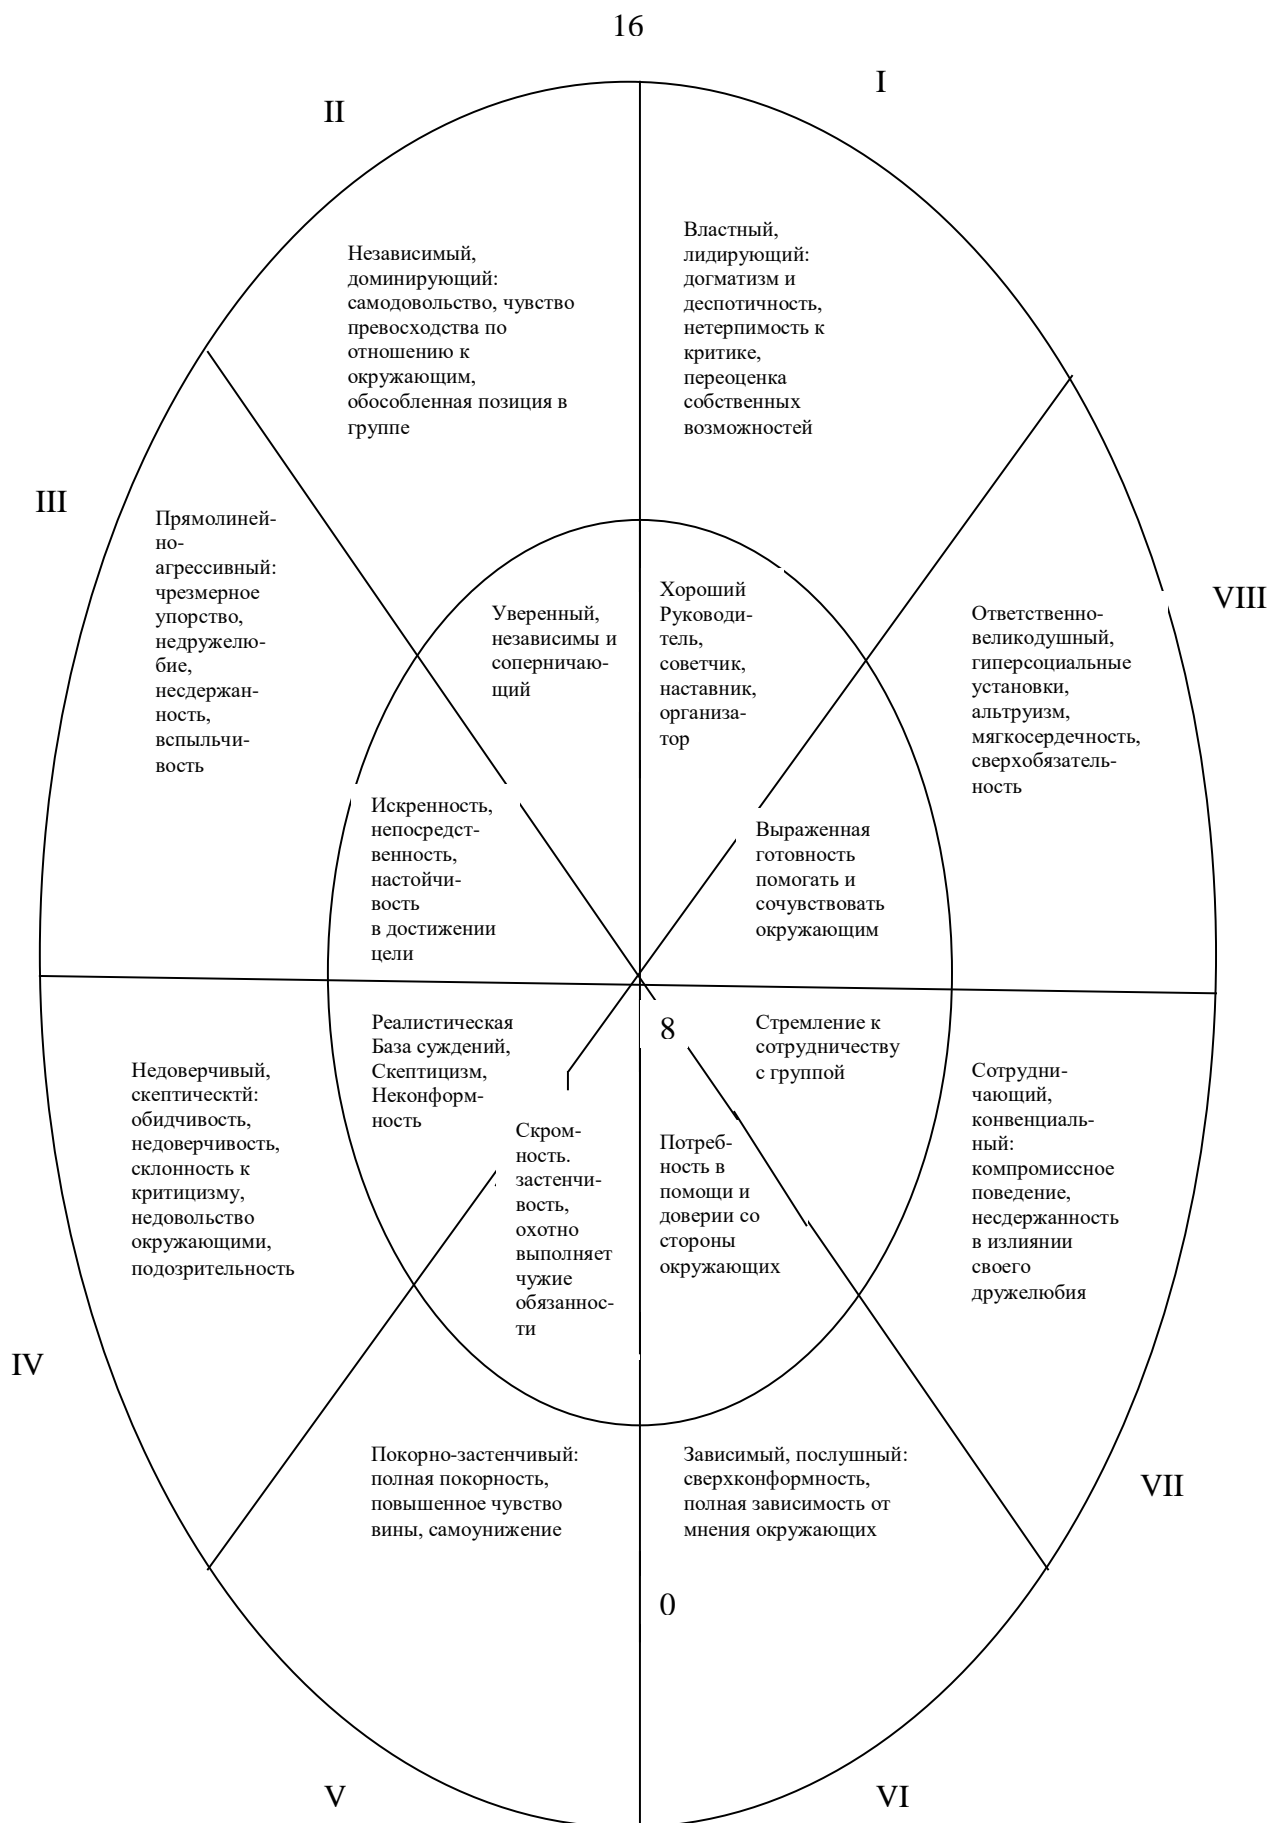 16
I
II
Властный,
лидирующий:
догматизм и
деспотичность,
нетерпимость к
критике,
переоценка
собственных
возможностей
Независимый,
доминирующий:
самодовольство, чувство
превосходства по
отношению к
окружающим,
обособленная позиция в
группе
III
Прямолиней-
но-
агрессивный:
чрезмерное
упорство,
недружелю-
бие,
несдержан-
ность,
вспыльчи-
вость
Уверенный,
независимы и
соперничаю-
щий
Хороший
Руководи-
тель,
советчик,
наставник,
организа-
тор
VIII
Ответственно-
великодушный,
гиперсоциальные
установки,
альтруизм,
мягкосердечность,
сверхобязатель-
ность
Искренность,
непосредст-
венность,
настойчи-
вость
в достижении
цели
Выраженная
готовность
помогать и
сочувствовать
окружающим
Реалистическая
База суждений,
Скептицизм,
Неконформ-
ность
8
Стремление к
сотрудничеству
с группой
Недоверчивый,
скептическтй:
обидчивость,
недоверчивость,
склонность к
критицизму,
недовольство
окружающими,
подозрительность
Скром-
ность.
застенчи-
вость,
охотно
выполняет
чужие
обязаннос-
ти
Потреб-
ность в
помощи и
доверии со
стороны
окружающих
Сотрудни-
чающий,
конвенциаль-
ный:
компромиссное
поведение,
несдержанность
в излиянии
своего
дружелюбия
IV
Покорно-застенчивый:
полная покорность,
повышенное чувство
вины, самоунижение
Зависимый, послушный:
сверхконформность,
полная зависимость от
мнения окружающих
VII
0
V
VI